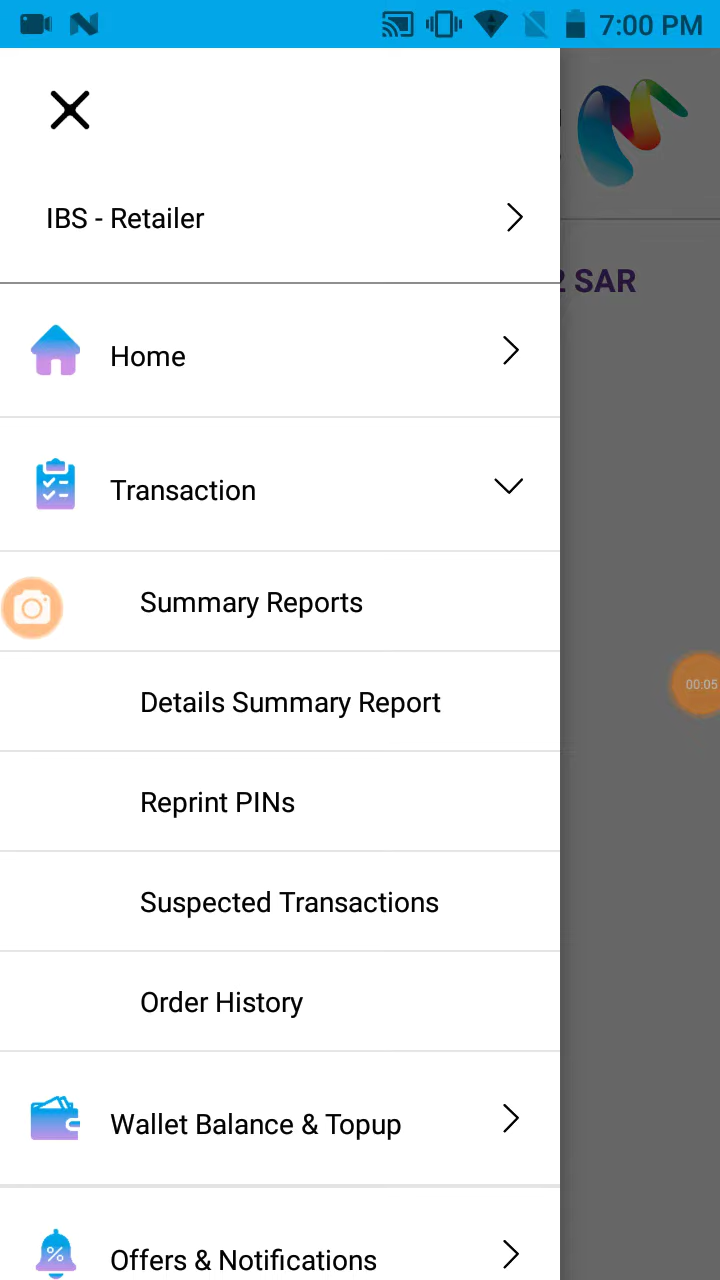 7:00 PM
IBS - Retailer
2 SAR
Home
Transaction
Summary Reports
Details Summary Report
00:05
Reprint PINs
Suspected Transactions
Order History
Wallet Balance & Topup
%
Offers & Notifications